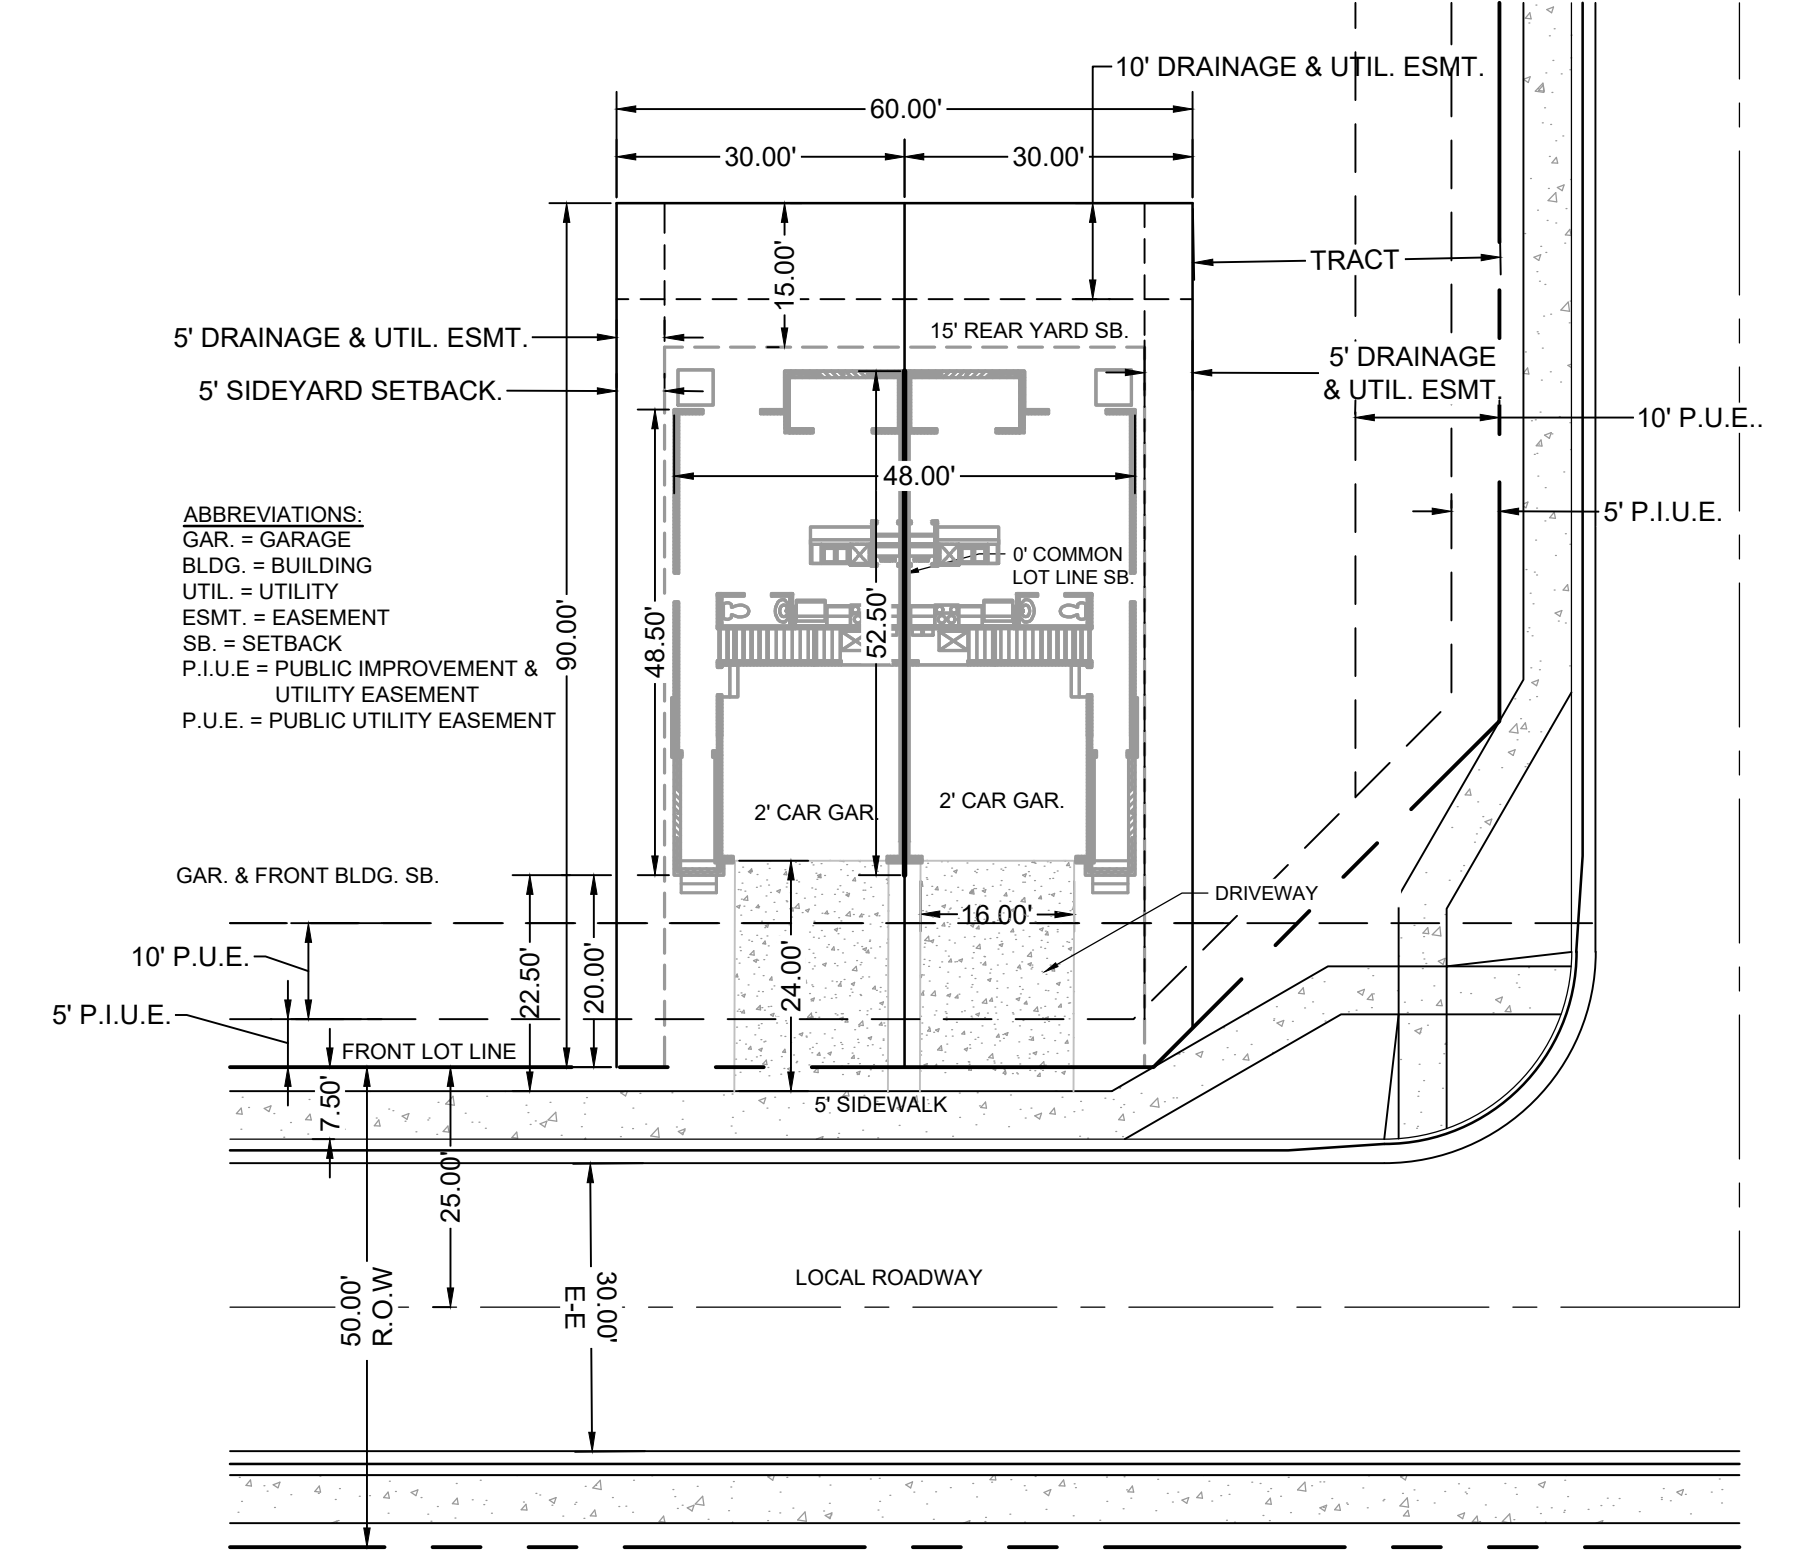 10' DRAINAGE & UTIL. ESMT.
60.00'
30.00'
30.00'
15.00'
TRACT
15' REAR YARD SB.
5' DRAINAGE & UTIL. ESMT.
5' SIDEYARD SETBACK.
5' DRAINAGE
& UTIL. ESMT.
10' P.U.E..
48.00'
5' P.I.U.E.
ABBREVIATIONS:
GAR. = GARAGE
BLDG. = BUILDING
UTIL. = UTILITY
ESMT. = EASEMENT
SB. = SETBACK
P.I.U.E = PUBLIC IMPROVEMENT &
UTILITY EASEMENT
P.U.E. = PUBLIC UTILITY EASEMENT
0' COMMON
LOT LINE SB.
90.00'
48.50'
52.50'
2' CAR GAR.
2' CAR GAR.
GAR. & FRONT BLDG. SB.
DRIVEWAY
16.00'
10' P.U.E.
22.50'
20.00'
24.00'
5' P.I.U.E.
FRONT LOT LINE
7.50'
5' SIDEWALK
25.00'
LOCAL ROADWAY
50.00'
R.O.W
30.00'
E-E